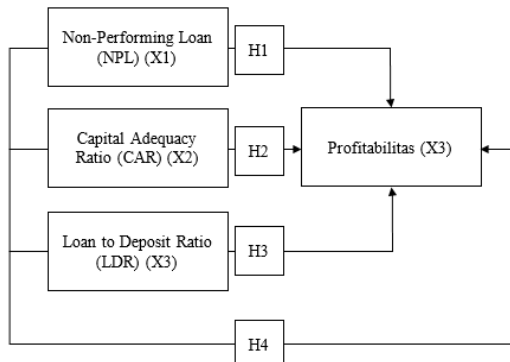 Non-Performing Loan
(NPL) (X1)
H1
Capital Adequacy
Ratio (CAR) (X2)
H2
Profitabilitas (X3)
Loan to Deposit Ratio
(LDR) (X3)
H3
H4